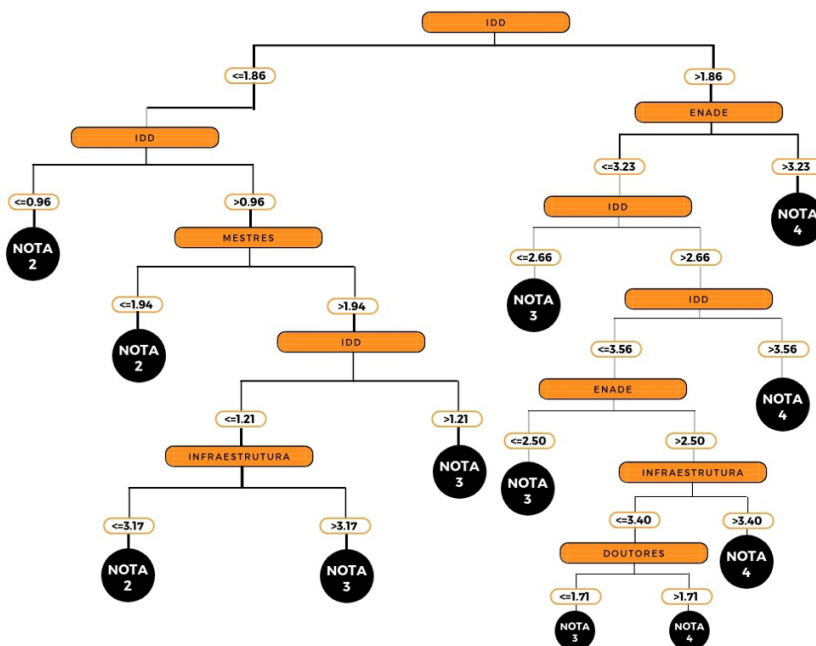 IDD
<=1.86
>1.86
IDD
ENADE
<=0.96
>0.96
<=3.23
>3.23
NOTA
2
MESTRES
IDD
NOTA
4
<=1.94
>1.94
<=2.66
>2.66
NOTA
2
IDD
NOTA
3
IDD
<=3.56
>3.56
<=1.21
>1.21
ENADE
NOTA
4
INFRAESTRUTURA
NOTA
3
<=2.50
>2.50
NOTA
3
INFRAESTRUTURA
<=3.17
>3.17
<=3.40
>3.40
NOTA
2
NOTA
3
DOUTORES
NOTA
4
<=1.71
>1.71
NOTA
3
NOTA
4